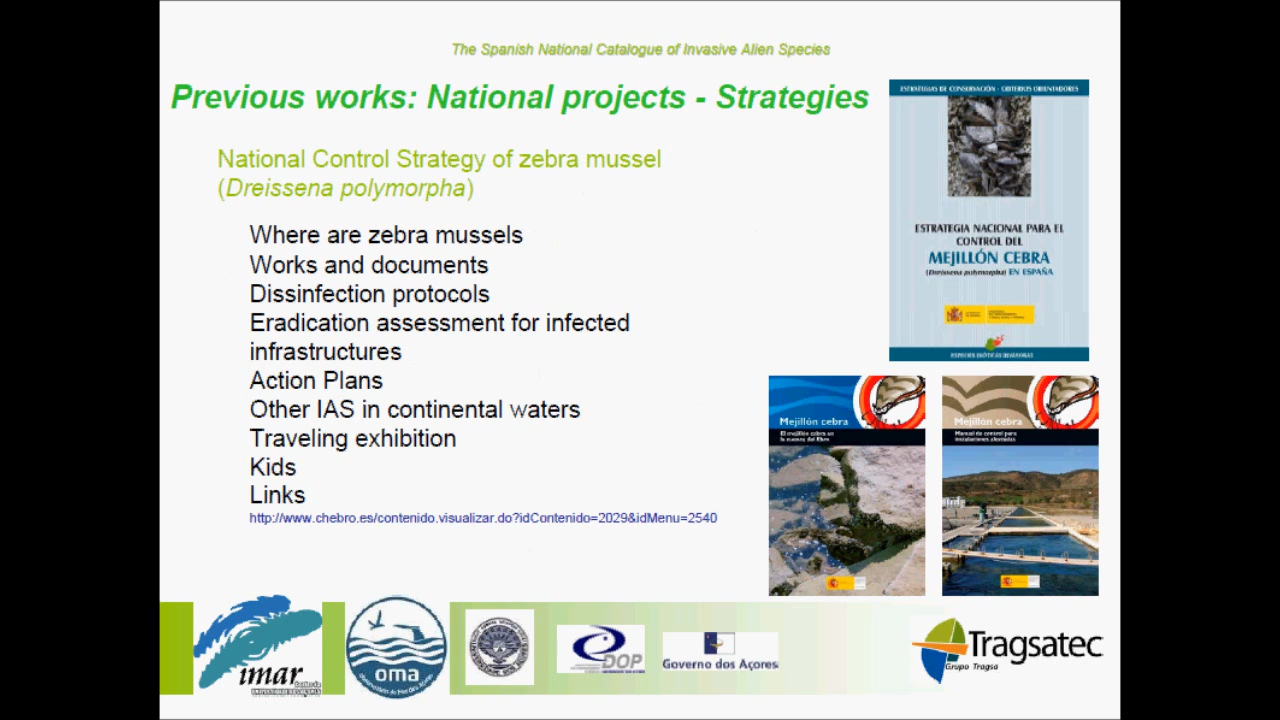 The Spanish National Catalogue of Invasive Alien Species
Previous works: National projects - Strategies
National Control Strategy of zebra mussel
(Dreissena polymorpha)
Where are zebra mussels
Works and documents
Dissinfection protocols
Eradication assessment for infected
infrastructures
Action Plans
Other IAS in continental waters
Traveling exhibition
Kids
Links
http://www.chebro.es/contenido.visualizar.do?idContenido=2029&idMenu=2540
ESTRATEGIAS DE CONSERVACIÓN - CRITERIOS ORIENTADORES
ESTRATEGIA NACIONAL PARA EL
CONTROL DEL
MEJILLÓN CEBRA
(Dreissena polymorpha) EN ESPAÑA
ESPECIES EXÓTICAS INVASORAS
Mejillón cebra
El mejillón cebra en
la cuenca del Ebro
Mejillón cebra
Manual de control para
instalaciones afectadas
imar
oma
DOP
Governo dos Açores
Tragsatec
Grupo Tragsa